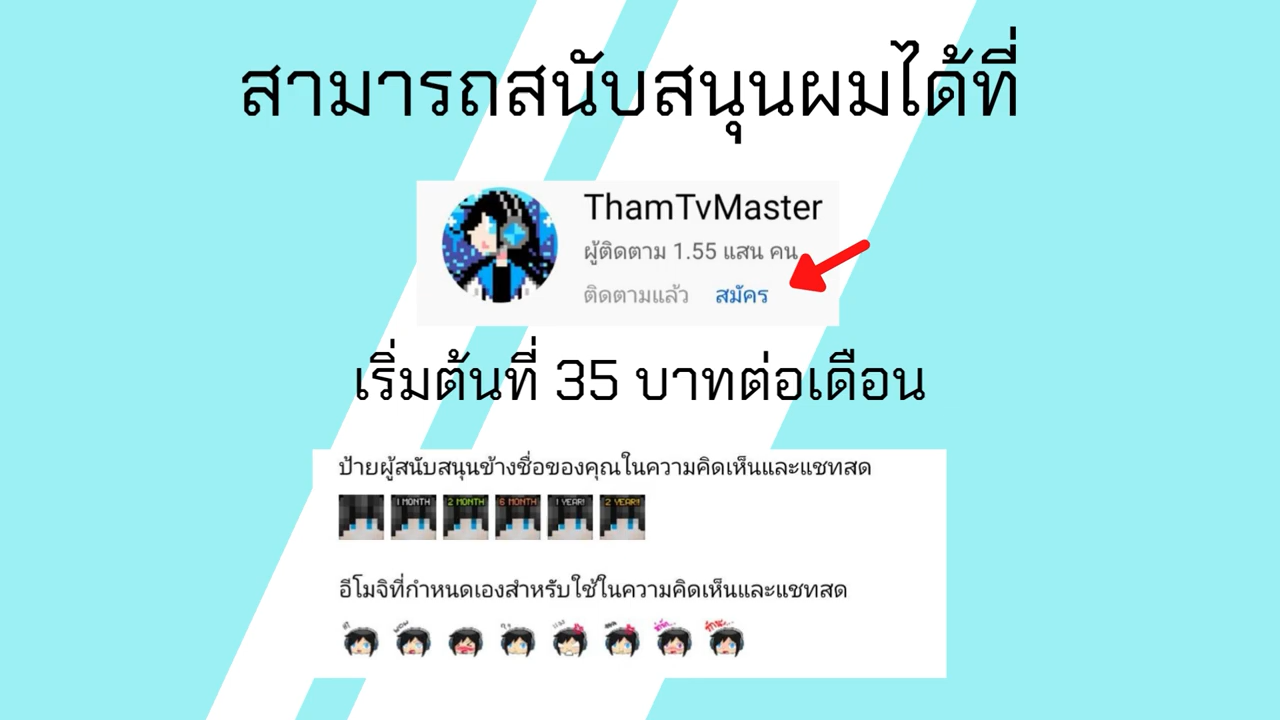 สามารถสนับสนุนผมได้ที่
ThamTvMaster
ผู้ติดตาม 1.55 แสน คน
ติดตามแล้ว สมัคร
เริ่มต้นที่ 35 บาทต่อเดือน
ป้ายผู้สนับสนุนข้างชื่อของคุณในความคิดเห็นและแชทสด
1 MONTH 2 MONTH 6 MONTH 1 YEAR! 2 YEAR!!
อีโมจิที่กำหนดเองสำหรับใช้ในความคิดเห็นและแชทสด